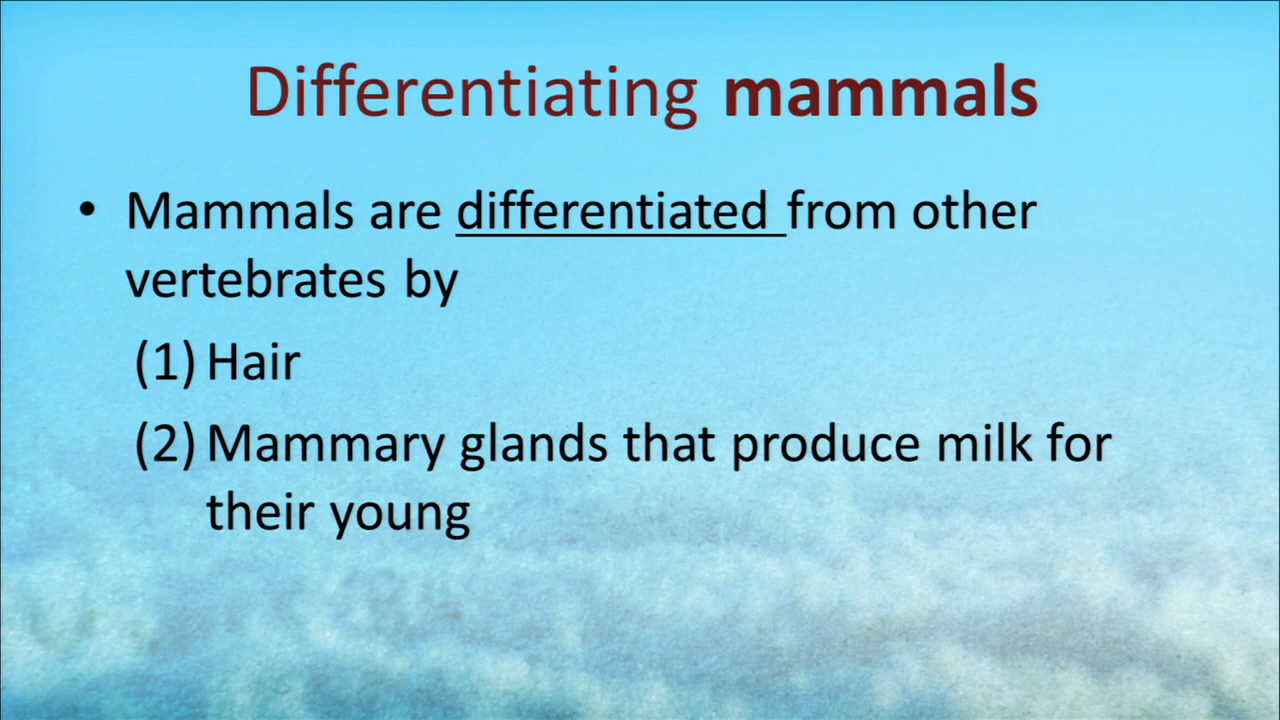 Differentiating mammals
• Mammals are differentiated from other
vertebrates by
(1) Hair
(2) Mammary glands that produce milk for
their young